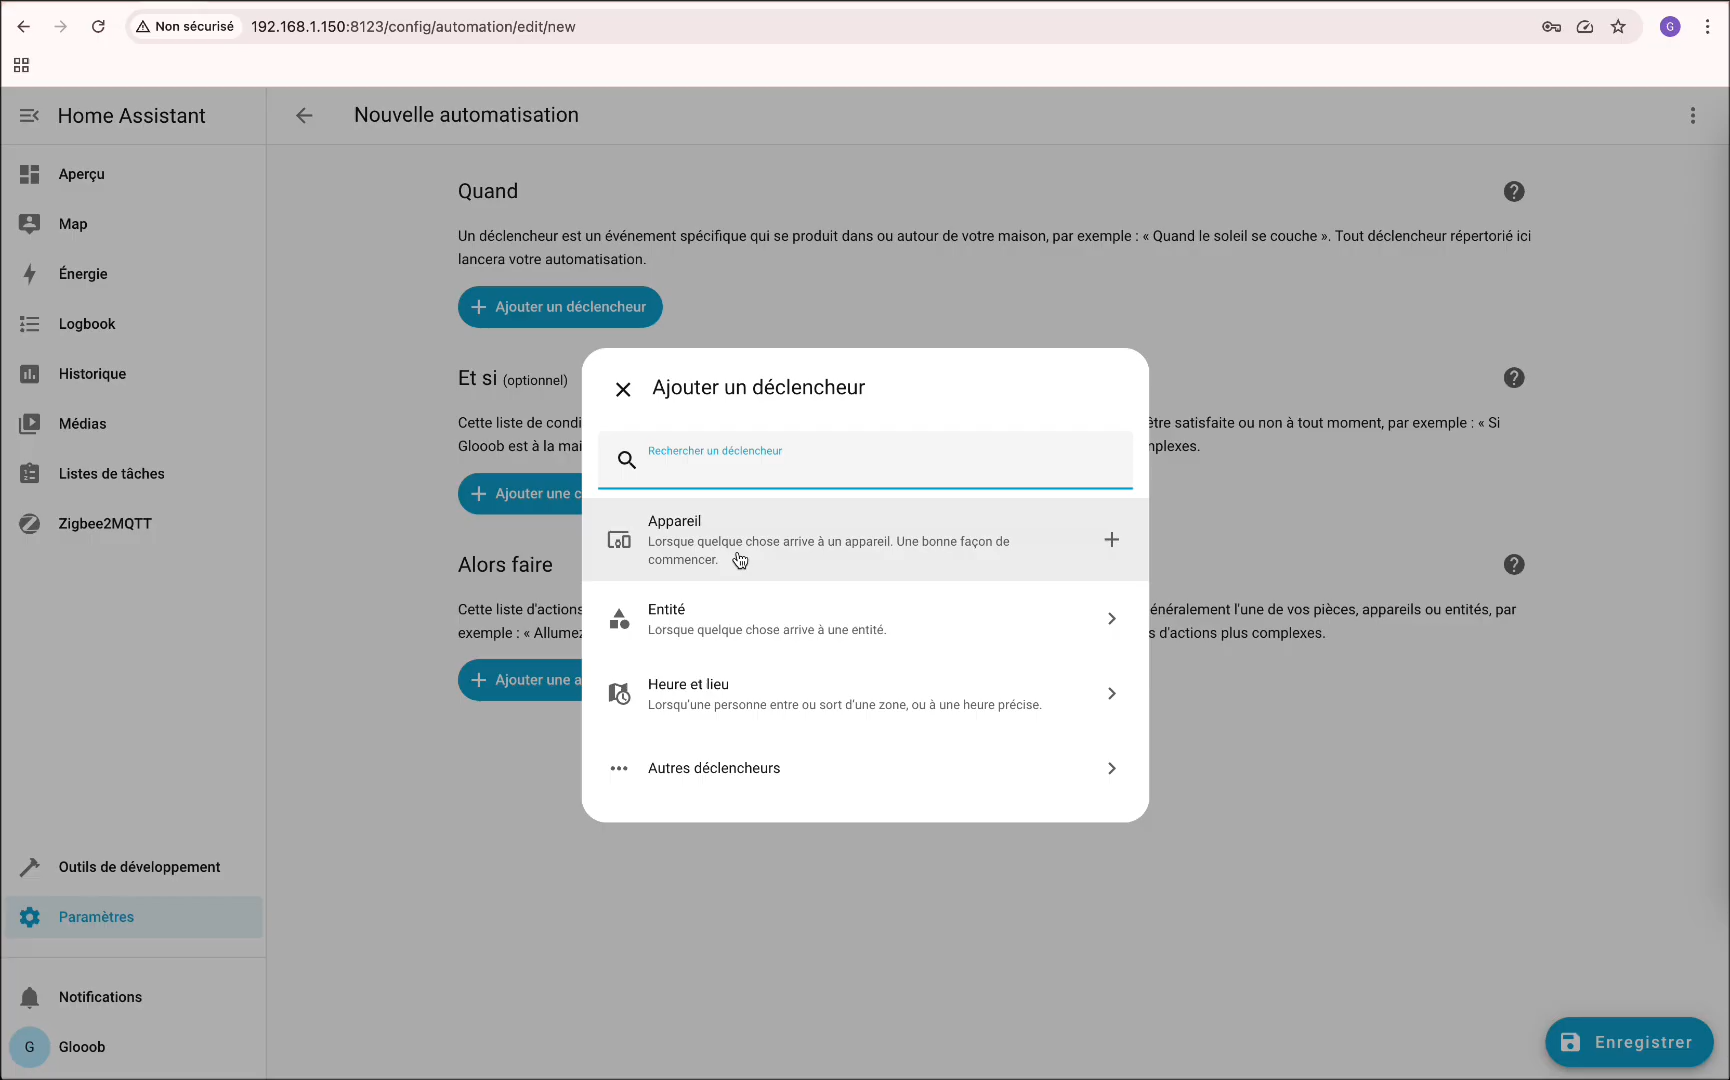 Non sécurisé
192.168.1.150:8123/config/automation/edit/new
G
Home Assistant
Nouvelle automatisation
Aperçu
Map
Énergie
Logbook
Historique
Médias
Listes de tâches
Zigbee2MQTT
Outils de développement
Paramètres
Notifications
G
Glooob
Quand
Un déclencheur est un événement spécifique qui se produit dans ou autour de votre maison, par exemple : « Quand le soleil se couche ». Tout déclencheur répertorié ici
lancera votre automatisation.
Ajouter un déclencheur
Et si (optionnel)
Cette liste de condi
être satisfaite ou non à tout moment, par exemple : « Si
Glooob est à la mai
nplexes.
Ajouter une c
Alors faire
Cette liste d'actions
énéralement l'une de vos pièces, appareils ou entités, par
exemple : « Allumez
s d'actions plus complexes.
Ajouter une a
Ajouter un déclencheur
Rechercher un déclencheur
Appareil
Lorsque quelque chose arrive à un appareil. Une bonne façon de
commencer.
Entité
Lorsque quelque chose arrive à une entité.
Heure et lieu
Lorsqu'une personne entre ou sort d'une zone, ou à une heure précise.
Autres déclencheurs
Enregistrer